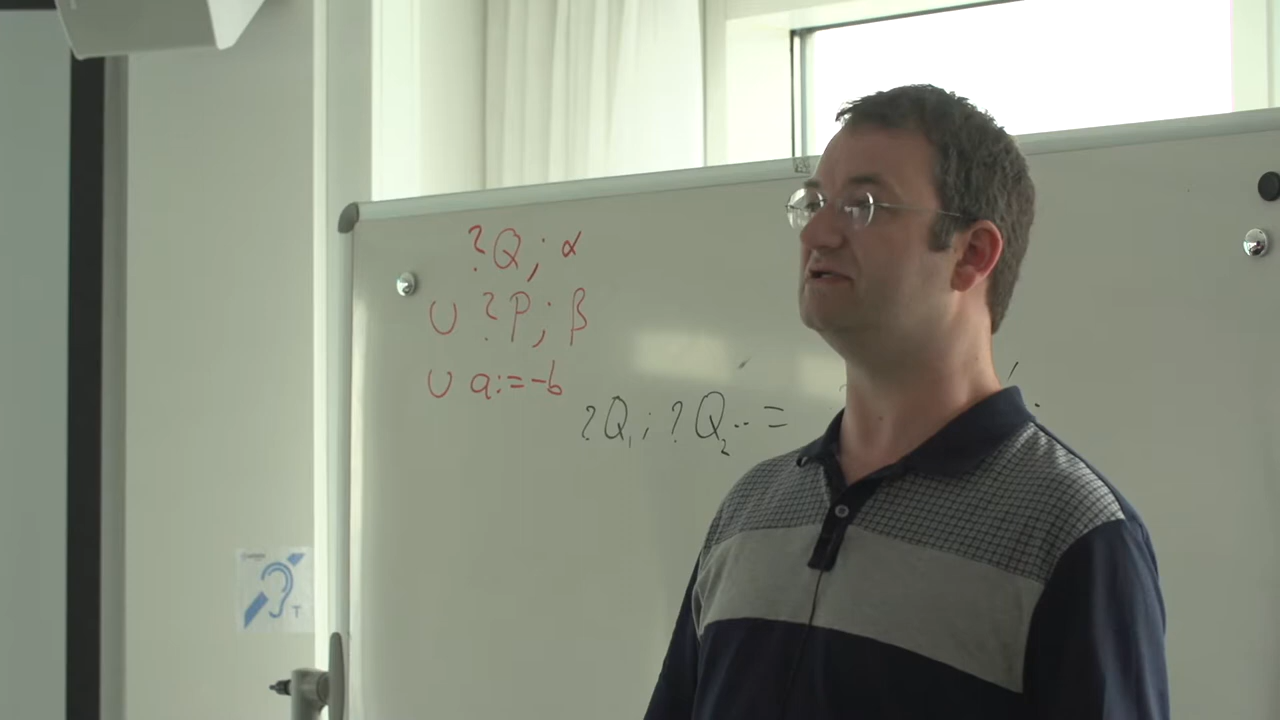 ?Q; α
∪ ?P; β
∪ a:=-b
?Q₁; ?Q₂.. =
T